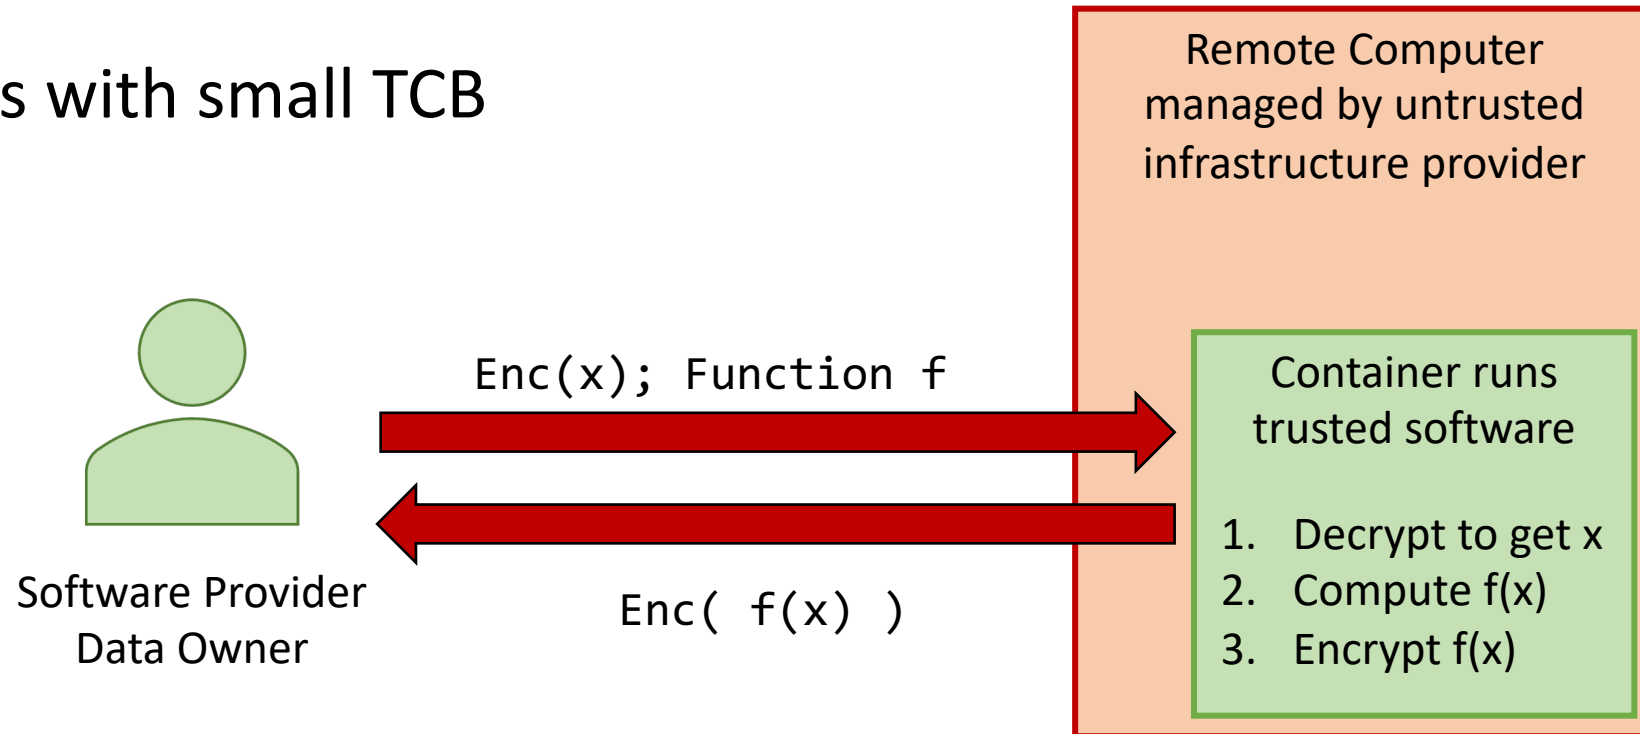 s with small TCB
Remote Computer
managed by untrusted
infrastructure provider
Enc(x); Function f
Container runs
trusted software
1. Decrypt to get x
2. Compute f(x)
3. Encrypt f(x)
Enc( f(x) )
Software Provider
Data Owner